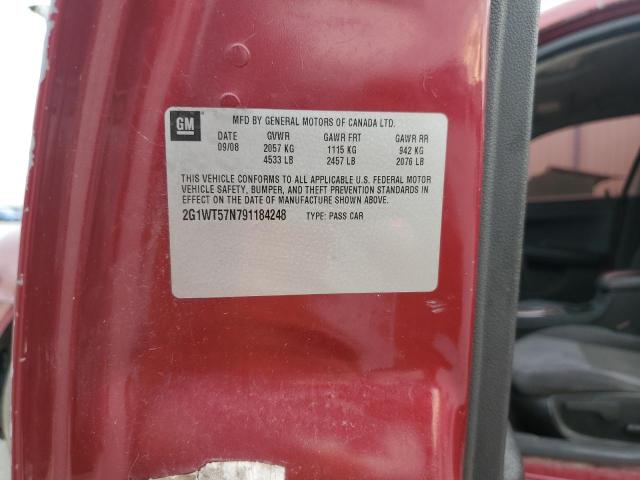 GM
MFD BY GENERAL MOTORS OF CANADA LTD.
DATE GVWR GAWR FRT GAWR RR
09/08 2057 KG 1115 KG 942 KG
4533 LB 2457 LB 2076 LB
THIS VEHICLE CONFORMS TO ALL APPLICABLE U.S. FEDERAL MOTOR
VEHICLE SAFETY, BUMPER, AND THEFT PREVENTION STANDARDS IN
EFFECT ON THE DATE OF MANUFACTURE SHOWN ABOVE.
2G1WT57N791184248 TYPE: PASS CAR